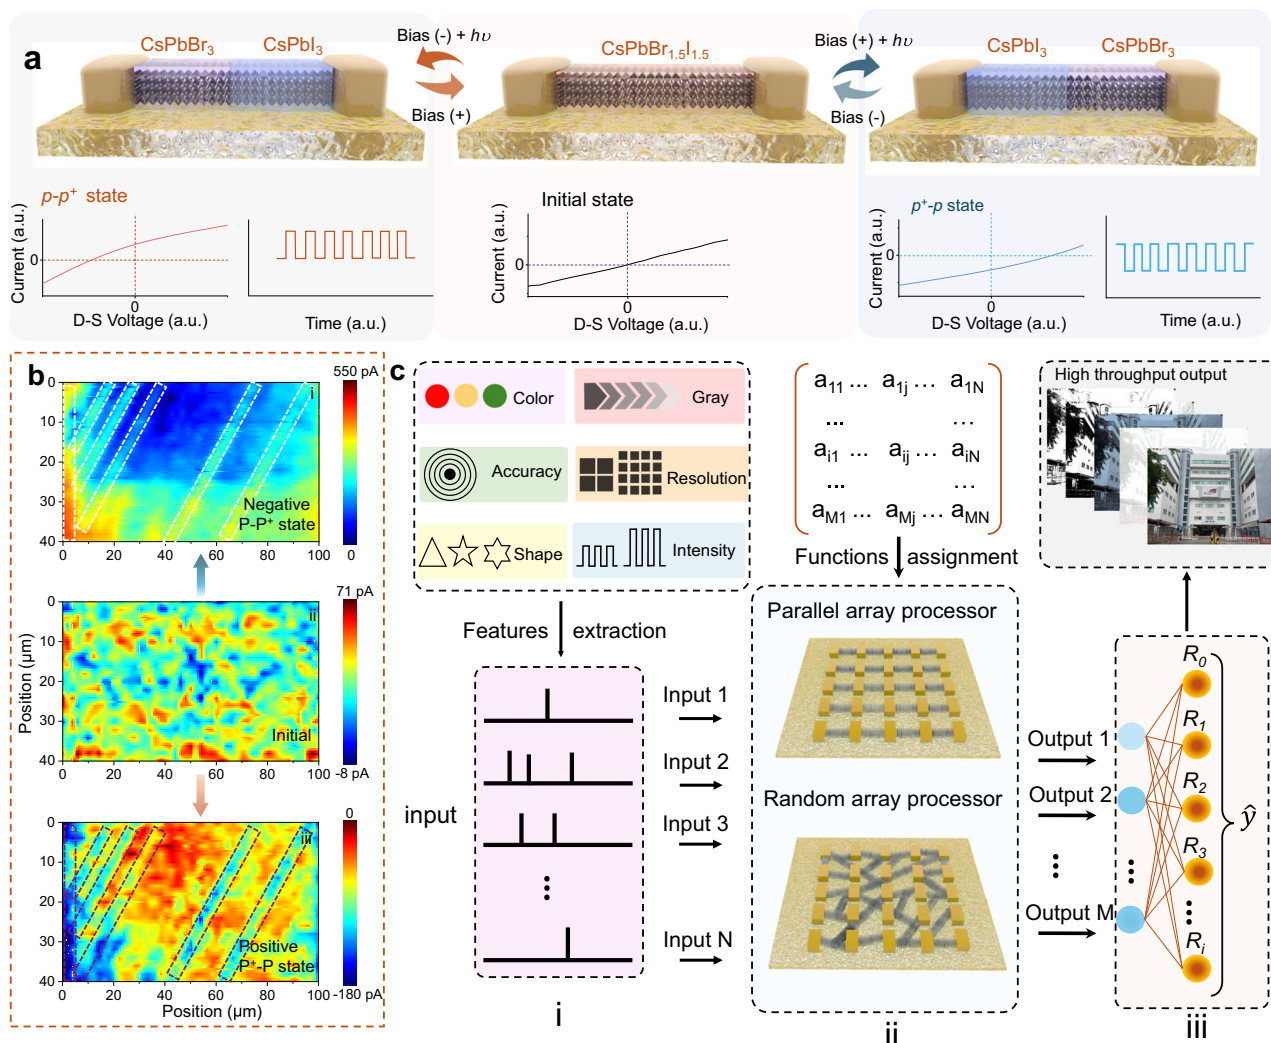 a
CsPbBr3
CsPbI3
Bias (-) + hυ
Bias (+)
CsPbBr1.5I1.5
Bias (+) + hυ
Bias (-)
CsPbI3
CsPbBr3
p-p+ state
Current (a.u.)
0
0
D-S Voltage (a.u.)
Time (a.u.)
Initial state
Current (a.u.)
0
0
D-S Voltage (a.u.)
p+-p state
Current (a.u.)
0
0
D-S Voltage (a.u.)
Time (a.u.)
b
550 pA
0
10
20
30
40
i
Negative
P-P+ state
0 20 40 60 80 100
0
71 pA
Position (µm)
0
10
20
30
40
ii
Initial
0 20 40 60 80 100
-8 pA
0
0
10
20
30
40
iii
Positive
P+-P state
0 20 40 60 80 100
-180 pA
Position (µm)
c
Color
Gray
Accuracy
Resolution
Shape
Intensity
Features extraction
input
Input 1
Input 2
Input 3
Input N
i
a11 ... a1j ... a1N
... ...
ai1 ... aij ... aiN
... ...
aM1 ... aMj ... aMN
Functions assignment
Parallel array processor
Random array processor
ii
Output 1
Output 2
Output M
High throughput output
R0
R1
R2
R3
Ri
ŷ
iii